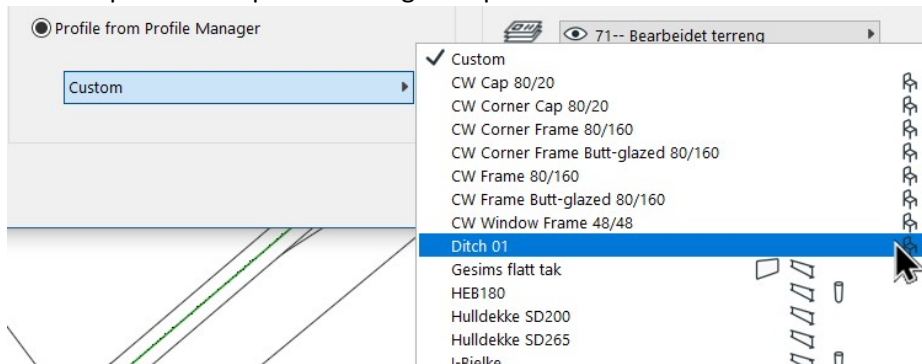 Profile from Profile Manager
71-- Bearbeidet terreng
Custom
Custom
CW Cap 80/20
CW Corner Cap 80/20
CW Corner Frame 80/160
CW Corner Frame Butt-glazed 80/160
CW Frame 80/160
CW Frame Butt-glazed 80/160
CW Window Frame 48/48
Ditch 01
Gesims flatt tak
HEB180
Hulldekke SD200
Hulldekke SD265
I-Bjelke